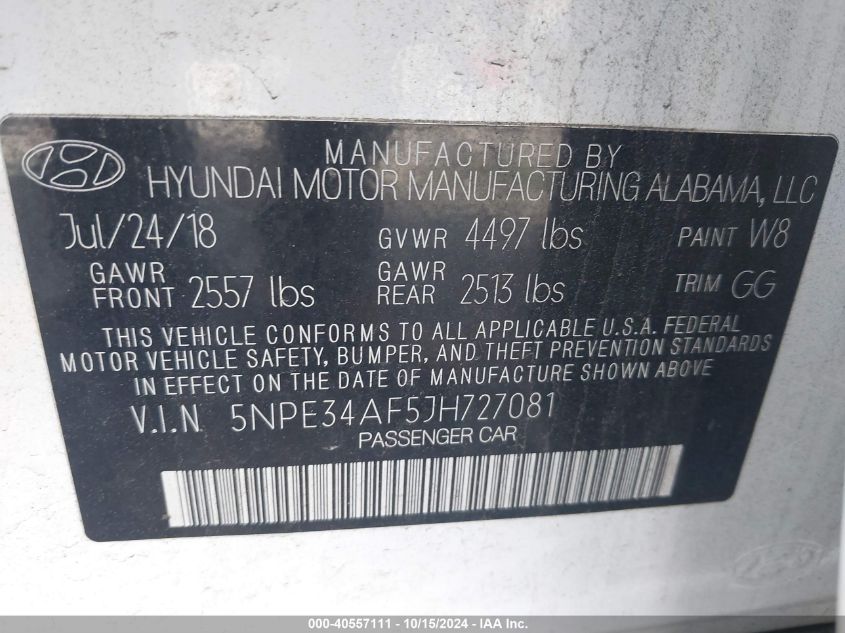 MANUFACTURED BY
HYUNDAI MOTOR MANUFACTURING ALABAMA, LLC
Jul/24/18 GVWR 4497 lbs PAINT W8
GAWR FRONT 2557 lbs GAWR REAR 2513 lbs TRIM GG
THIS VEHICLE CONFORMS TO ALL APPLICABLE U.S.A. FEDERAL
MOTOR VEHICLE SAFETY, BUMPER, AND THEFT PREVENTION STANDARDS
IN EFFECT ON THE DATE OF MANUFACTURE SHOWN ABOVE
V.I.N 5NPE34AF5JH727081
PASSENGER CAR
000-40557111 - 10/15/2024 - IAA Inc.